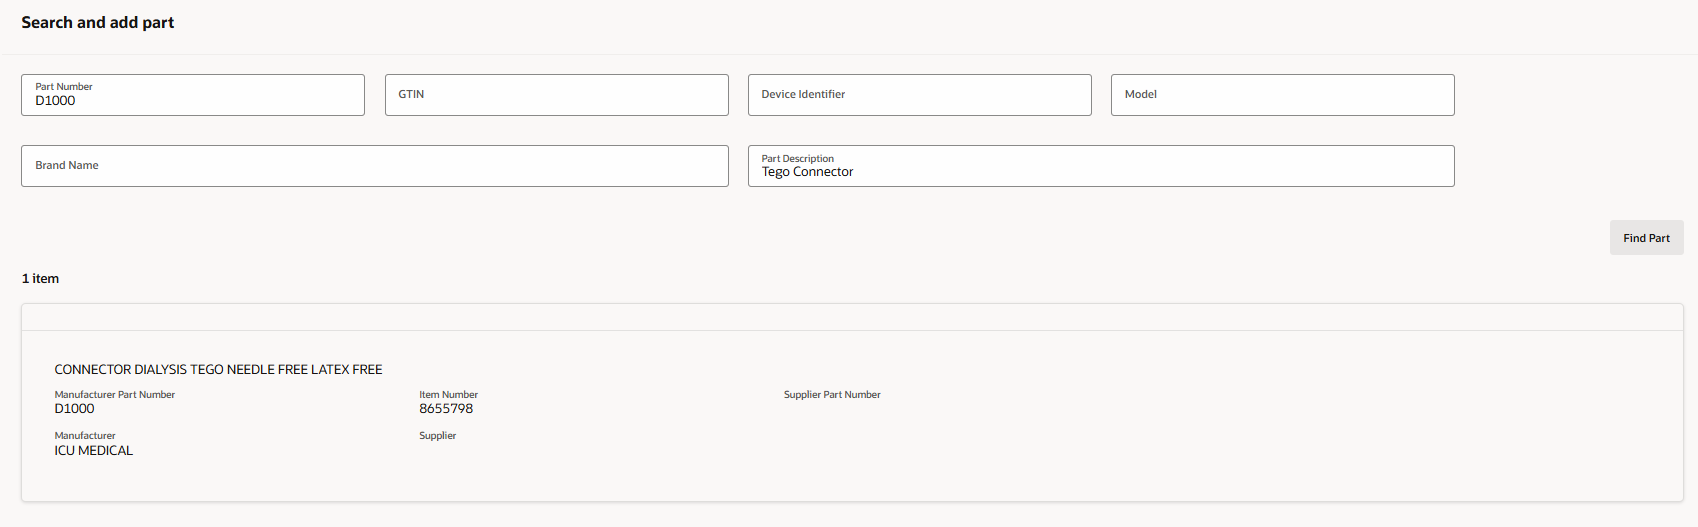 Search and add part
Part Number
D1000
GTIN
Device Identifier
Model
Brand Name
Part Description
Tego Connector
Find Part
1 item
CONNECTOR DIALYSIS TEGO NEEDLE FREE LATEX FREE
Manufacturer Part Number
D1000
Item Number
8655798
Supplier Part Number
Manufacturer
ICU MEDICAL
Supplier